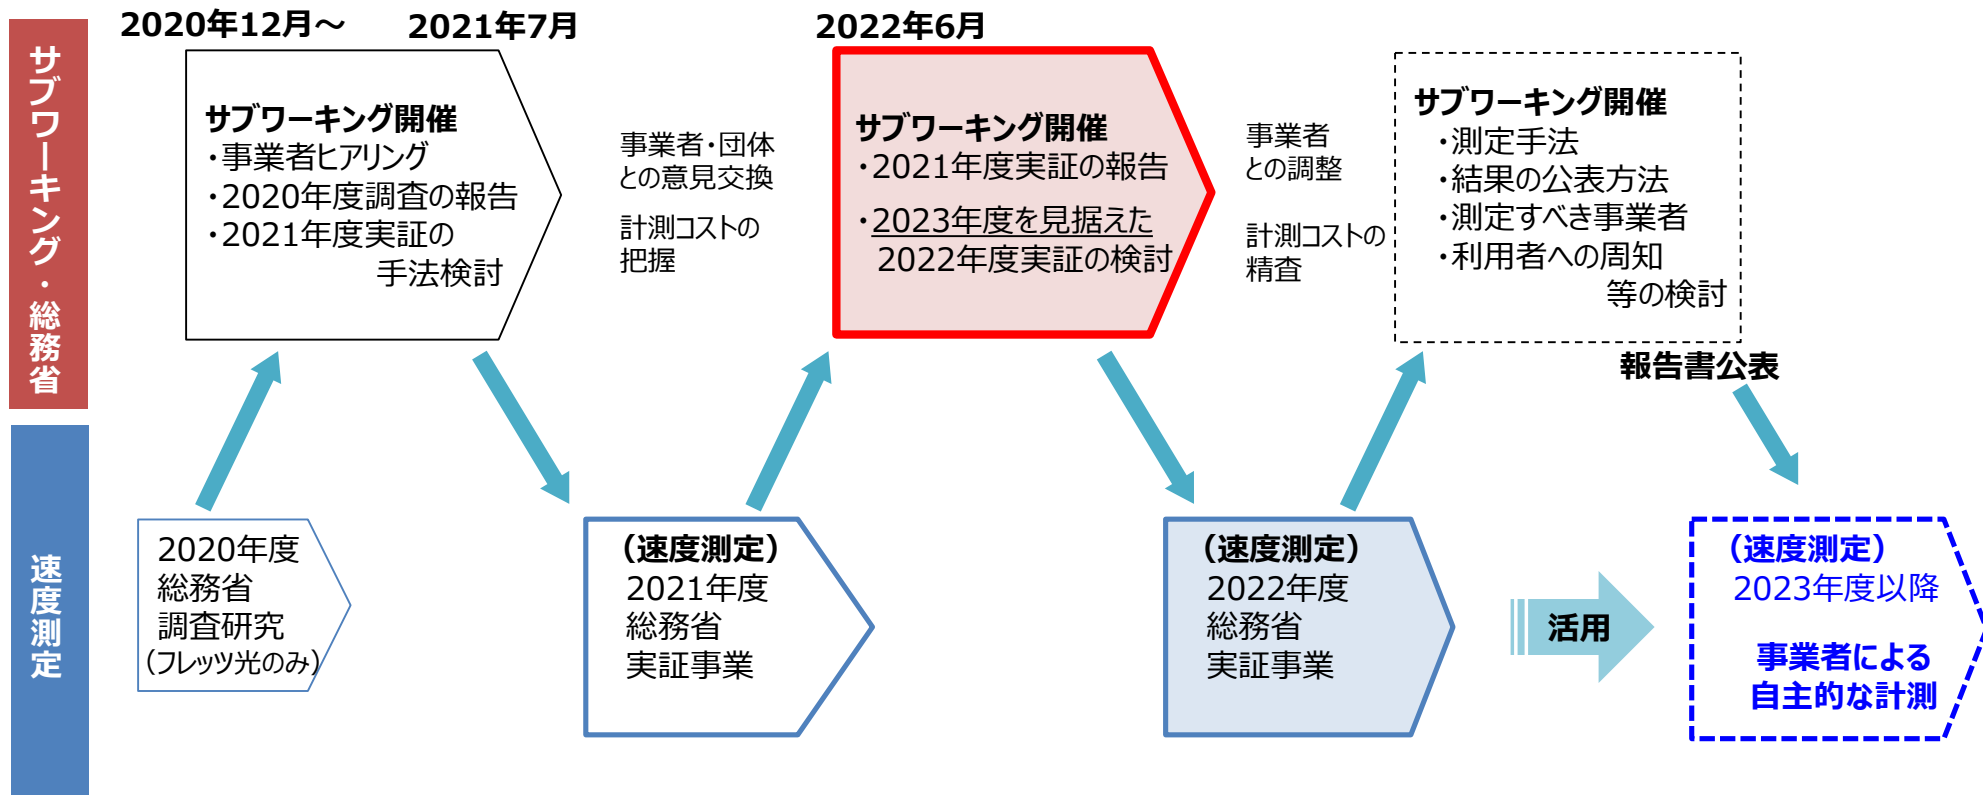 2020年12月～
2021年7月
2022年6月
サブワーキング・総務省
サブワーキング開催
・事業者ヒアリング
・2020年度調査の報告
・2021年度実証の
手法検討
事業者・団体
との意見交換
計測コストの
把握
サブワーキング開催
・2021年度実証の報告
・2023年度を見据えた
2022年度実証の検討
事業者
との調整
計測コストの
精査
サブワーキング開催
・測定手法
・結果の公表方法
・測定すべき事業者
・利用者への周知
等の検討
報告書公表
速度測定
2020年度
総務省
調査研究
（フレッツ光のみ）
（速度測定）
2021年度
総務省
実証事業
（速度測定）
2022年度
総務省
実証事業
活用
（速度測定）
2023年度以降
事業者による
自主的な計測